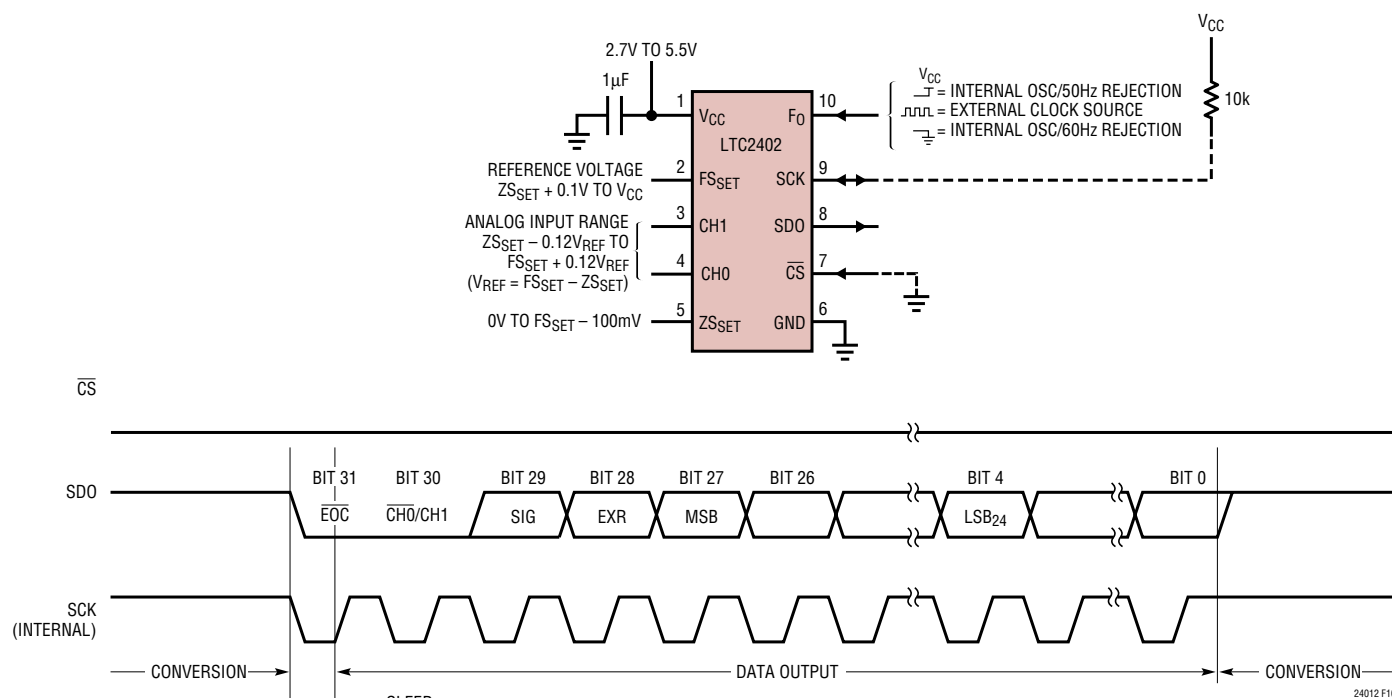 VCC
2.7V TO 5.5V
1µF
VCC
= INTERNAL OSC/50Hz REJECTION
= EXTERNAL CLOCK SOURCE
= INTERNAL OSC/60Hz REJECTION
10k
1
VCC
FO
10
LTC2402
REFERENCE VOLTAGE
ZSSET + 0.1V TO VCC
2
FSSET
SCK
9
ANALOG INPUT RANGE
ZSSET – 0.12VREF TO
FSSET + 0.12VREF
(VREF = FSSET – ZSSET)
3
CH1
SDO
8
4
CH0
CS
7
0V TO FSSET – 100mV
5
ZSSET
GND
6
CS
SDO
BIT 31
BIT 30
BIT 29
BIT 28
BIT 27
BIT 26
BIT 4
BIT 0
EOC
CH0/CH1
SIG
EXR
MSB
LSB24
SCK
(INTERNAL)
CONVERSION
DATA OUTPUT
CONVERSION
SLEEP